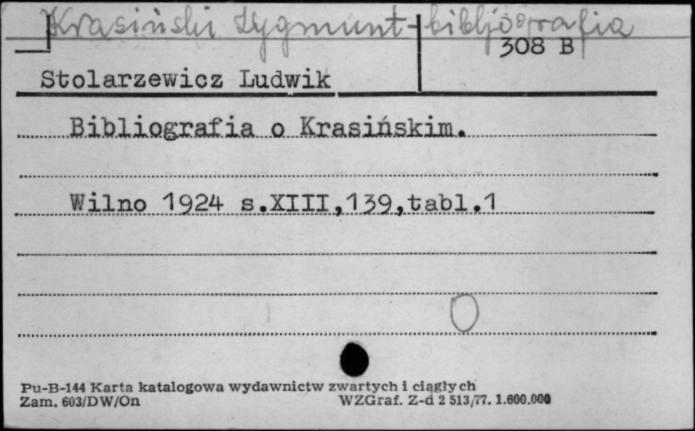 Krasiński Zygmunt - bibljografia
308 B
Stolarzewicz Ludwik
Bibliografia o Krasińskim.
Wilno 1924 s.XIII,139,tabl.1
Pu-B-144 Karta katalogowa wydawnictw zwartych i ciągłych
Zam. 603/DW/On WZGraf. Z-d 2 513/77. 1.600.000